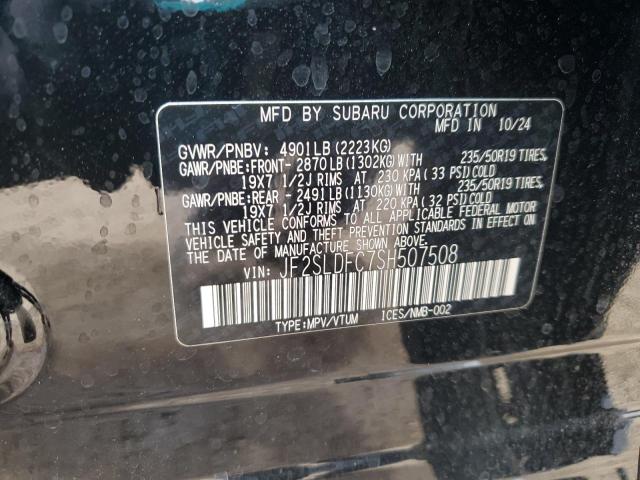 MFD BY SUBARU CORPORATION
MFD IN 10/24
GVWR/PNBV: 4901LB(2223KG)
GAWR/PNBE:FRONT- 2870LB(1302KG)WITH 235/50R19 TIRES,
19X7 1/2J RIMS AT 230 KPA(33 PSI)COLD
GAWR/PNBE:REAR - 2491LB(1130KG)WITH 235/50R19 TIRES,
19X7 1/2J RIMS AT 220 KPA(32 PSI)COLD
THIS VEHICLE CONFORMS TO ALL APPLICABLE FEDERAL MOTOR
VEHICLE SAFETY AND THEFT PREVENTION STANDARDS IN EFFECT ON
THE DATE OF MANUFACTURE SHOWN ABOVE.
VIN: JF2SLDFC7SH507508
TYPE:MPV/VTUM ICES/NMB-002